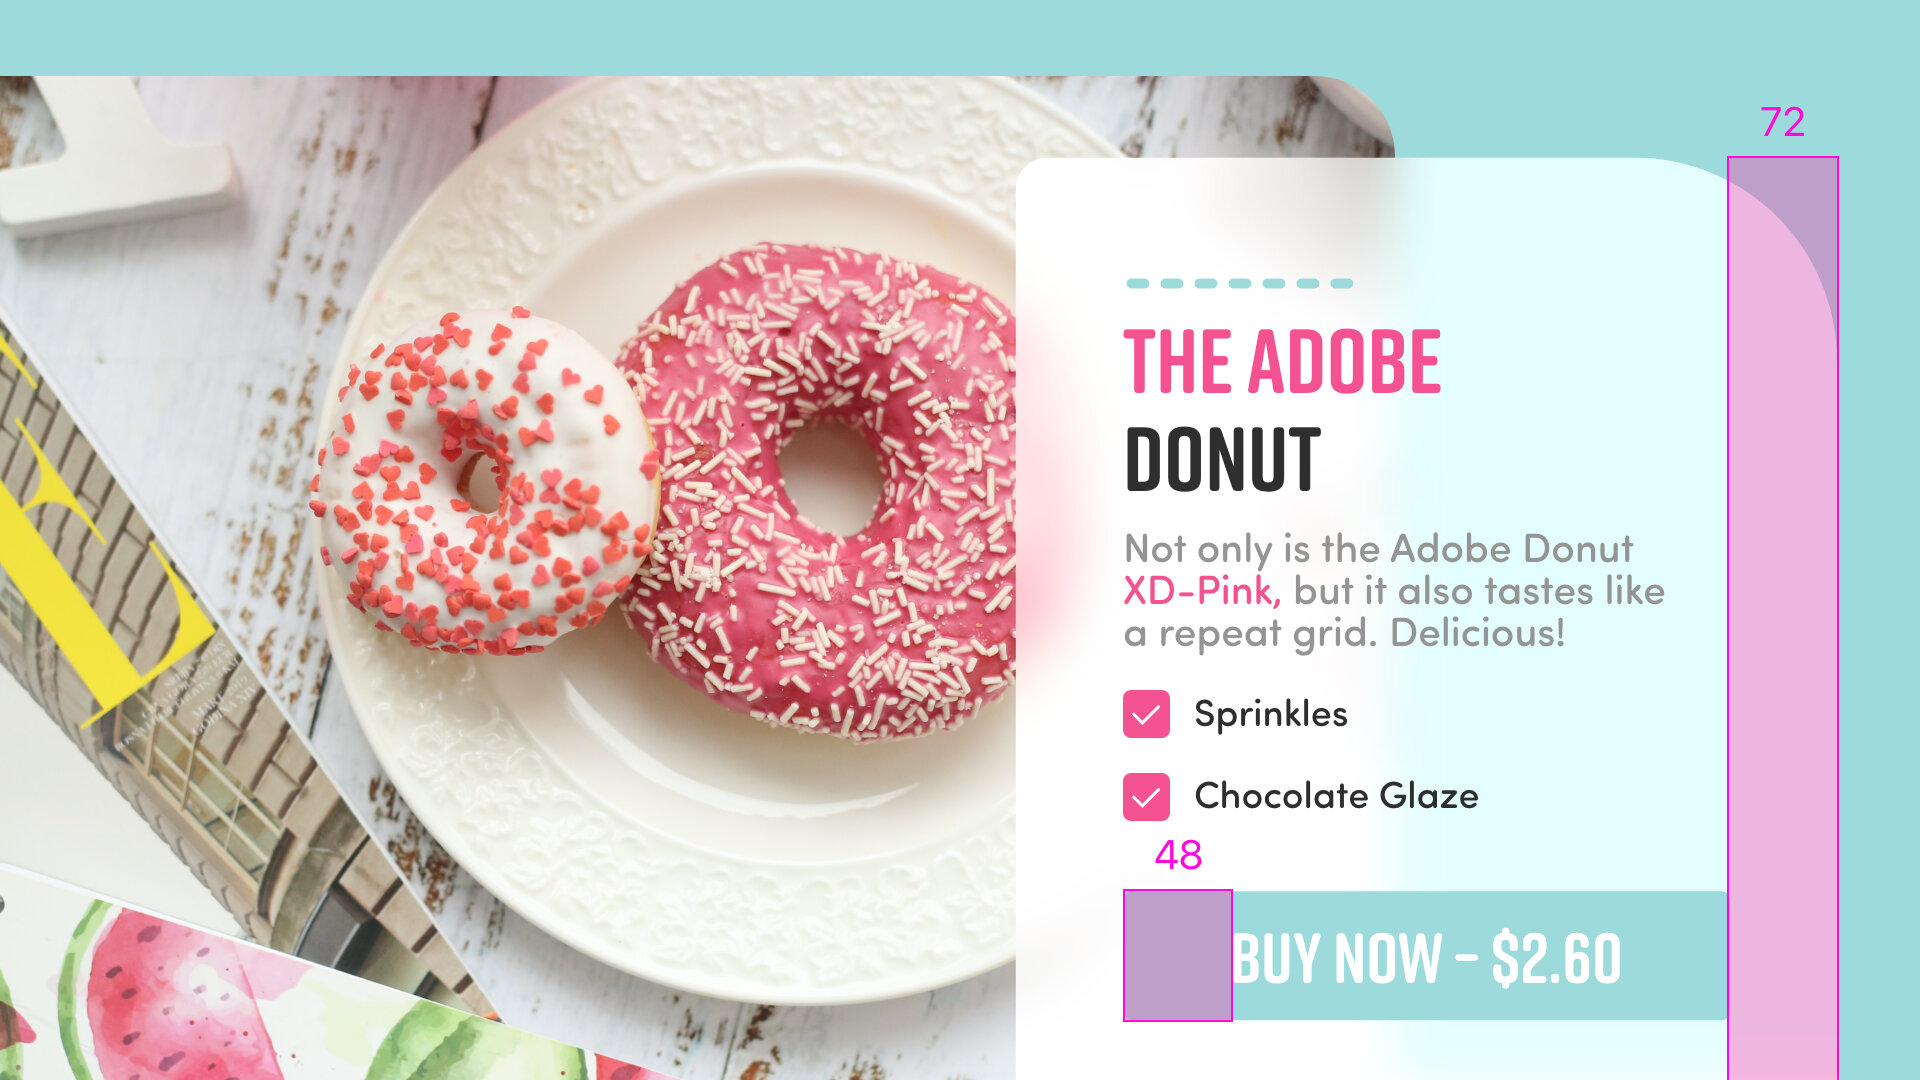 72
THE ADOBE
DONUT
Not only is the Adobe Donut
XD-Pink, but it also tastes like
a repeat grid. Delicious!
Sprinkles
Chocolate Glaze
48
BUY NOW – $2.60